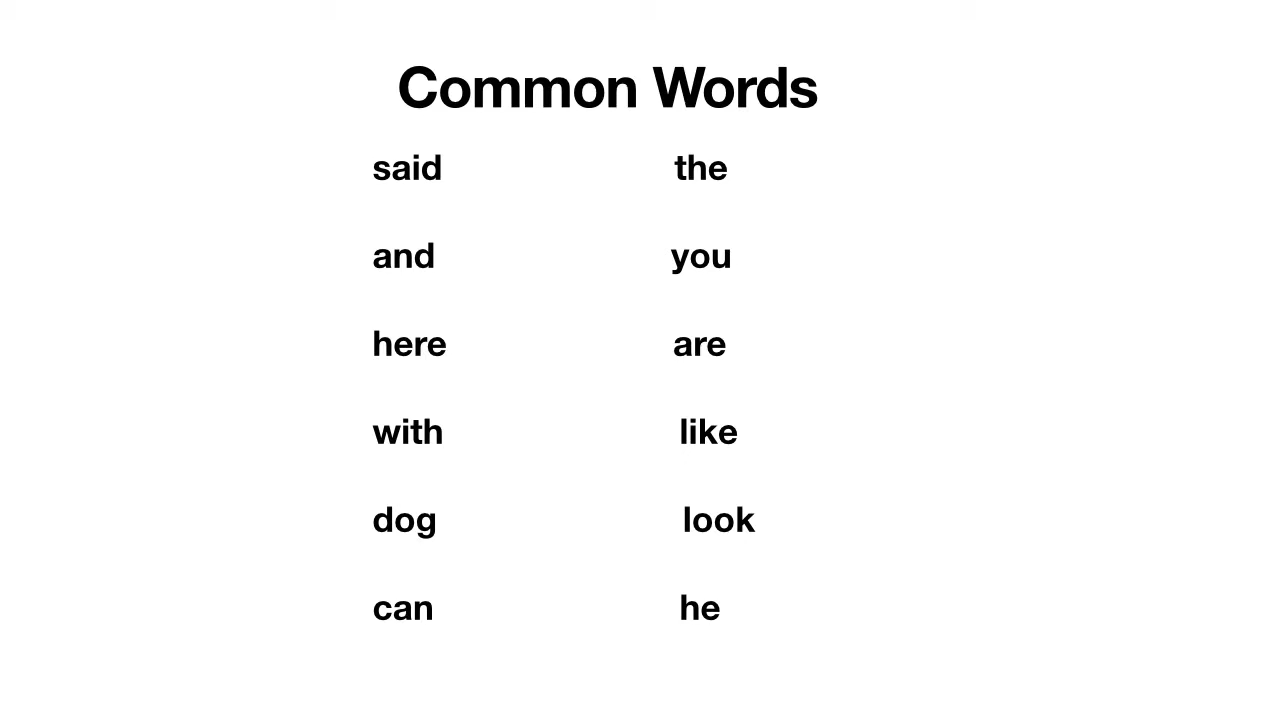 Common Words
said the
and you
here are
with like
dog look
can he